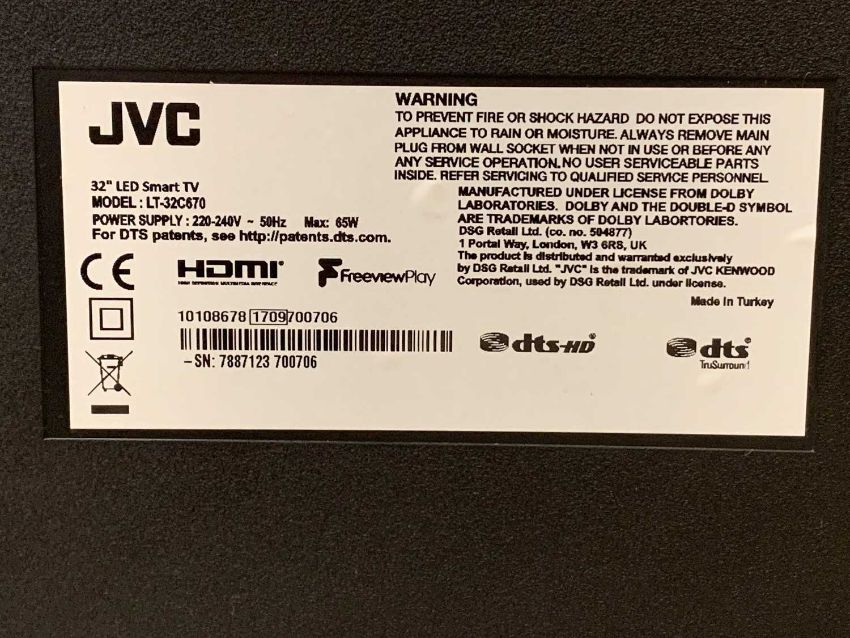 JVC
32" LED Smart TV
MODEL : LT-32C670
POWER SUPPLY : 220-240V ~ 50Hz Max: 65W
For DTS patents, see http://patents.dts.com.
WARNING
TO PREVENT FIRE OR SHOCK HAZARD DO NOT EXPOSE THIS
APPLIANCE TO RAIN OR MOISTURE. ALWAYS REMOVE MAIN
PLUG FROM WALL SOCKET WHEN NOT IN USE OR BEFORE ANY
ANY SERVICE OPERATION. NO USER SERVICEABLE PARTS
INSIDE. REFER SERVICING TO QUALIFIED SERVICE PERSONNEL.
MANUFACTURED UNDER LICENSE FROM DOLBY
LABORATORIES. DOLBY AND THE DOUBLE-D SYMBOL
ARE TRADEMARKS OF DOLBY LABORTORIES.
DSG Retail Ltd. (co. no. 504877)
1 Portal Way, London, W3 6RS, UK
The product is distributed and warranted exclusively
by DSG Retail Ltd. "JVC" is the trademark of JVC KENWOOD
Corporation, used by DSG Retail Ltd. under license.
Made in Turkey
CE
HDMI
HIGH DEFINITION MULTIMEDIA INTERFACE
FreeviewPlay
10108678 1709 700706
-SN: 7887123 700706
dts-HD®
dts®
TruSurround